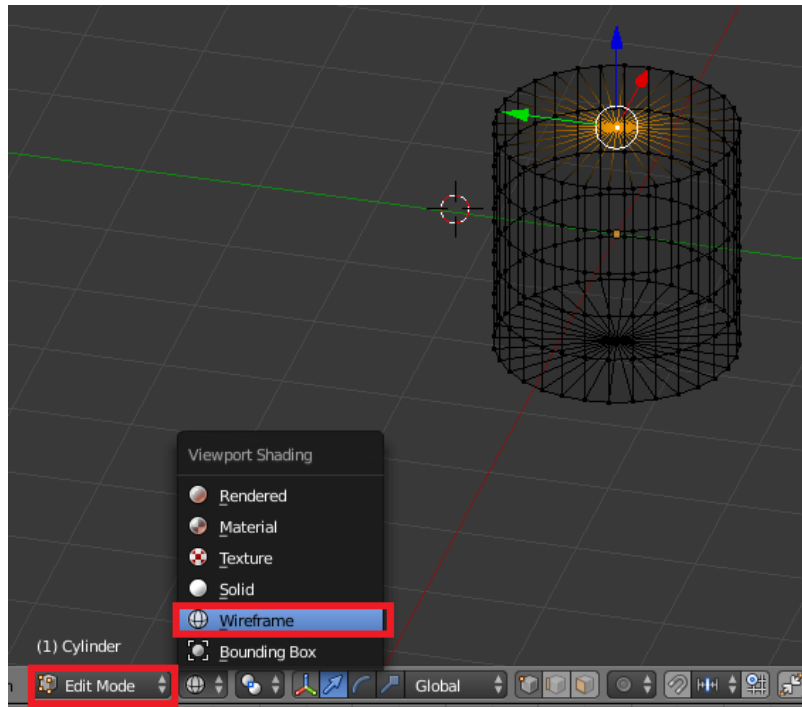 Viewport Shading
Rendered
Material
Texture
Solid
Wireframe
Bounding Box
(1) Cylinder
Edit Mode
Global